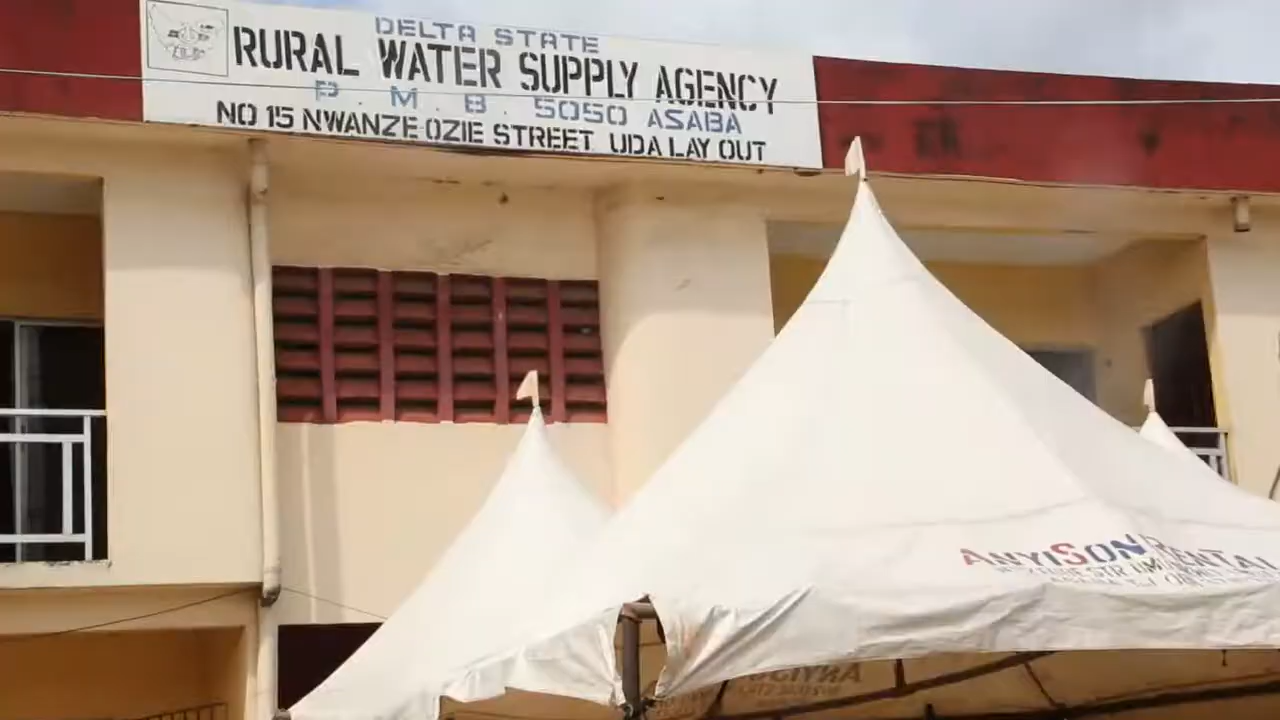 DELTA STATE
RURAL WATER SUPPLY AGENCY
P. M. B. 5050 ASABA
NO 15 NWANZE OZIE STREET UDA LAY OUT
ANYISON RENTAL